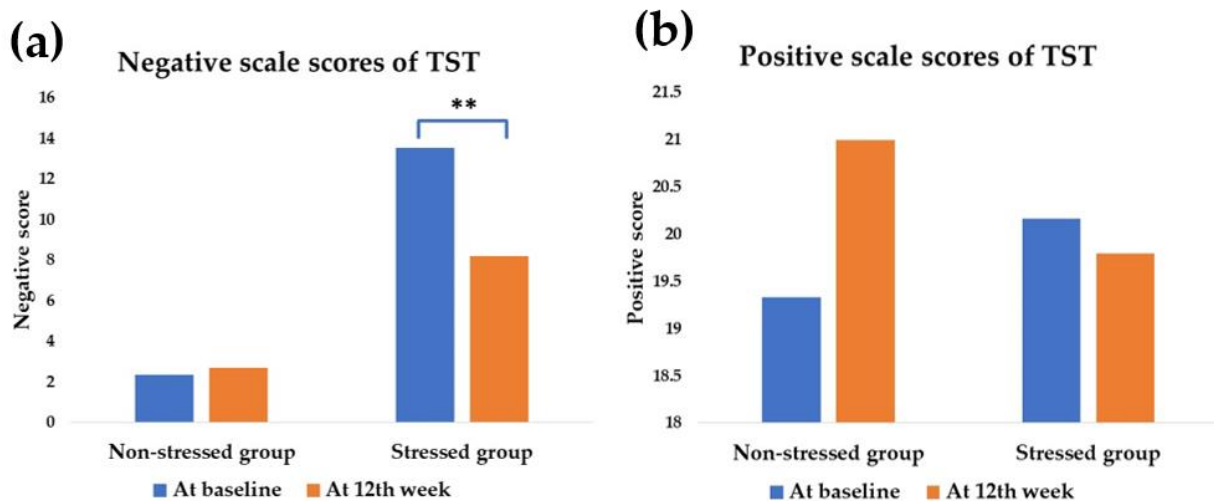 (a)
Negative scale scores of TST
16
14
12
10
8
6
4
2
0
Negative score
**
Non-stressed group
Stressed group
At baseline
At 12th week
(b)
Positive scale scores of TST
21.5
21
20.5
20
19.5
19
18.5
18
Positive score
Non-stressed group
Stressed group
At baseline
At 12th week